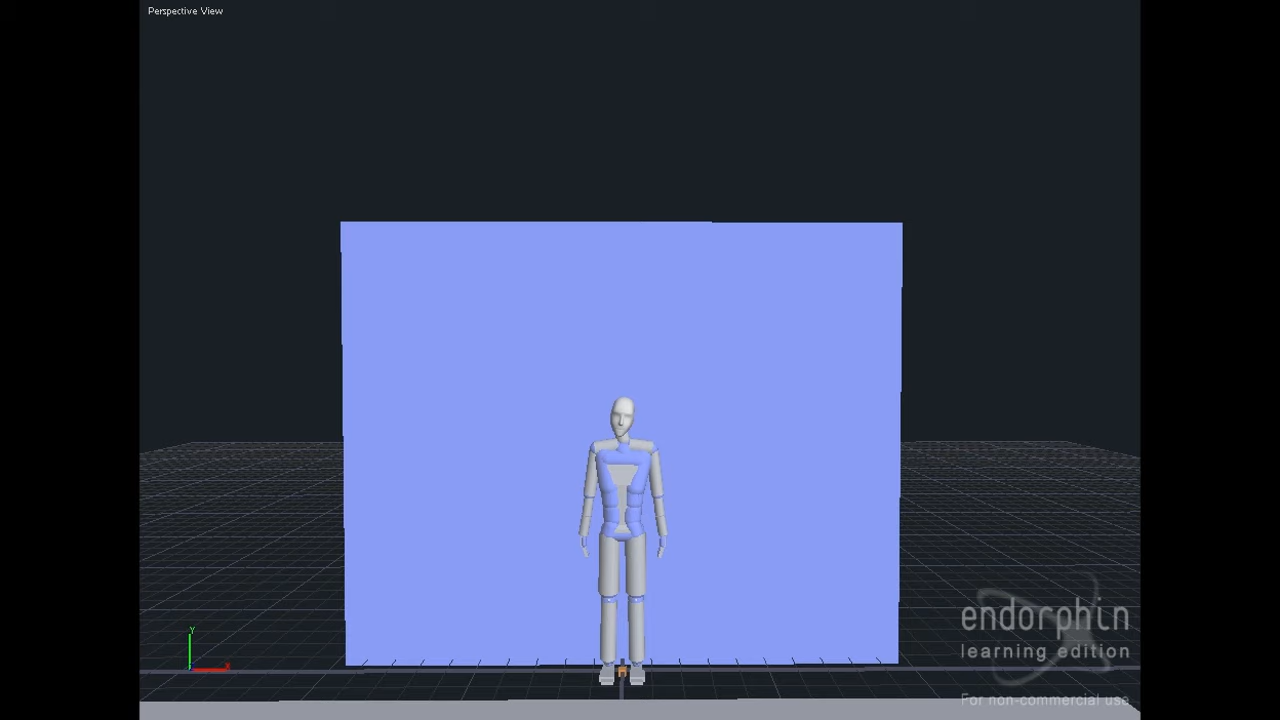 Perspective View
Y
X
endorphin
learning edition
For non-commercial use